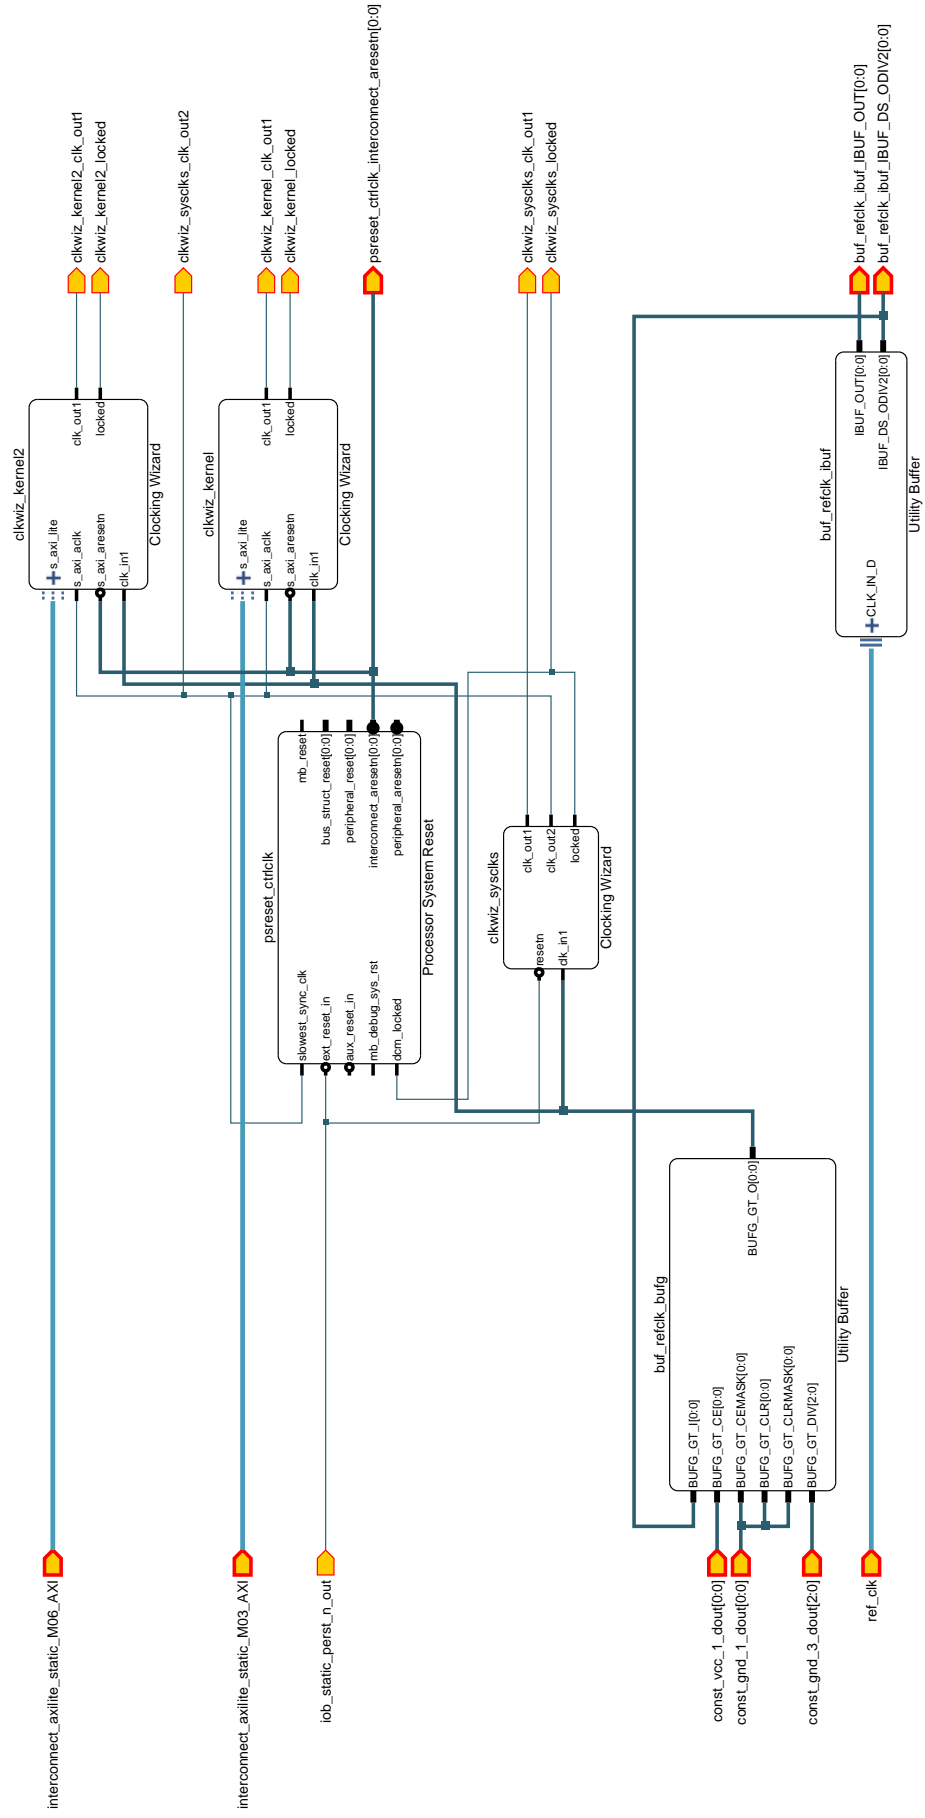 interconnect_axilite_static_M06_AXI
interconnect_axilite_static_M03_AXI
iob_static_perst_n_out
const_vcc_1_dout[0:0]
const_gnd_1_dout[0:0]
const_gnd_3_dout[2:0]
ref_clk
buf_refclk_bufg
BUFG_GT_I[0:0]
BUFG_GT_CE[0:0]
BUFG_GT_CEMASK[0:0]
BUFG_GT_CLR[0:0]
BUFG_GT_CLRMASK[0:0]
BUFG_GT_DIV[2:0]
BUFG_GT_O[0:0]
Utility Buffer
psreset_ctrlclk
slowest_sync_clk
ext_reset_in
aux_reset_in
mb_debug_sys_rst
dcm_locked
mb_reset
bus_struct_reset[0:0]
peripheral_reset[0:0]
interconnect_aresetn[0:0]
peripheral_aresetn[0:0]
Processor System Reset
clkwiz_sysclks
resetn
clk_in1
clk_out1
clk_out2
locked
Clocking Wizard
clkwiz_kernel2
s_axi_lite
s_axi_aclk
s_axi_aresetn
clk_in1
clk_out1
locked
Clocking Wizard
clkwiz_kernel
s_axi_lite
s_axi_aclk
s_axi_aresetn
clk_in1
clk_out1
locked
Clocking Wizard
buf_refclk_ibuf
CLK_IN_D
IBUF_OUT[0:0]
IBUF_DS_ODIV2[0:0]
Utility Buffer
clkwiz_kernel2_clk_out1
clkwiz_kernel2_locked
clkwiz_sysclks_clk_out2
clkwiz_kernel_clk_out1
clkwiz_kernel_locked
psreset_ctrlclk_interconnect_aresetn[0:0]
clkwiz_sysclks_clk_out1
clkwiz_sysclks_locked
buf_refclk_ibuf_IBUF_OUT[0:0]
buf_refclk_ibuf_IBUF_DS_ODIV2[0:0]